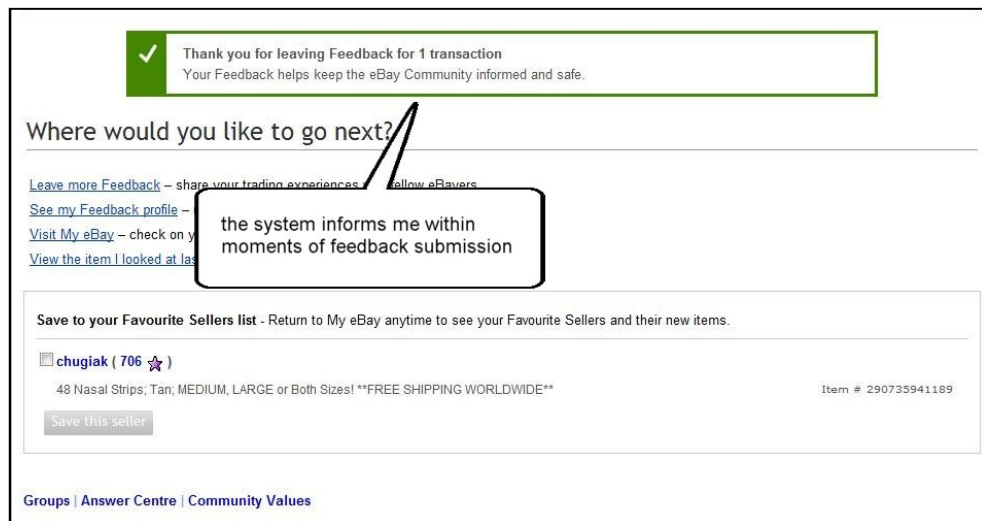 Thank you for leaving Feedback for 1 transaction
Your Feedback helps keep the eBay Community informed and safe.
Where would you like to go next?
Leave more Feedback – share your trading experiences fellow eBayers
See my Feedback profile –
Visit My eBay – check on y
View the item I looked at las
the system informs me within
moments of feedback submission
Save to your Favourite Sellers list - Return to My eBay anytime to see your Favourite Sellers and their new items.
chugiak ( 706 )
48 Nasal Strips; Tan; MEDIUM, LARGE or Both Sizes! **FREE SHIPPING WORLDWIDE** Item # 290735941189
Save this seller
Groups | Answer Centre | Community Values